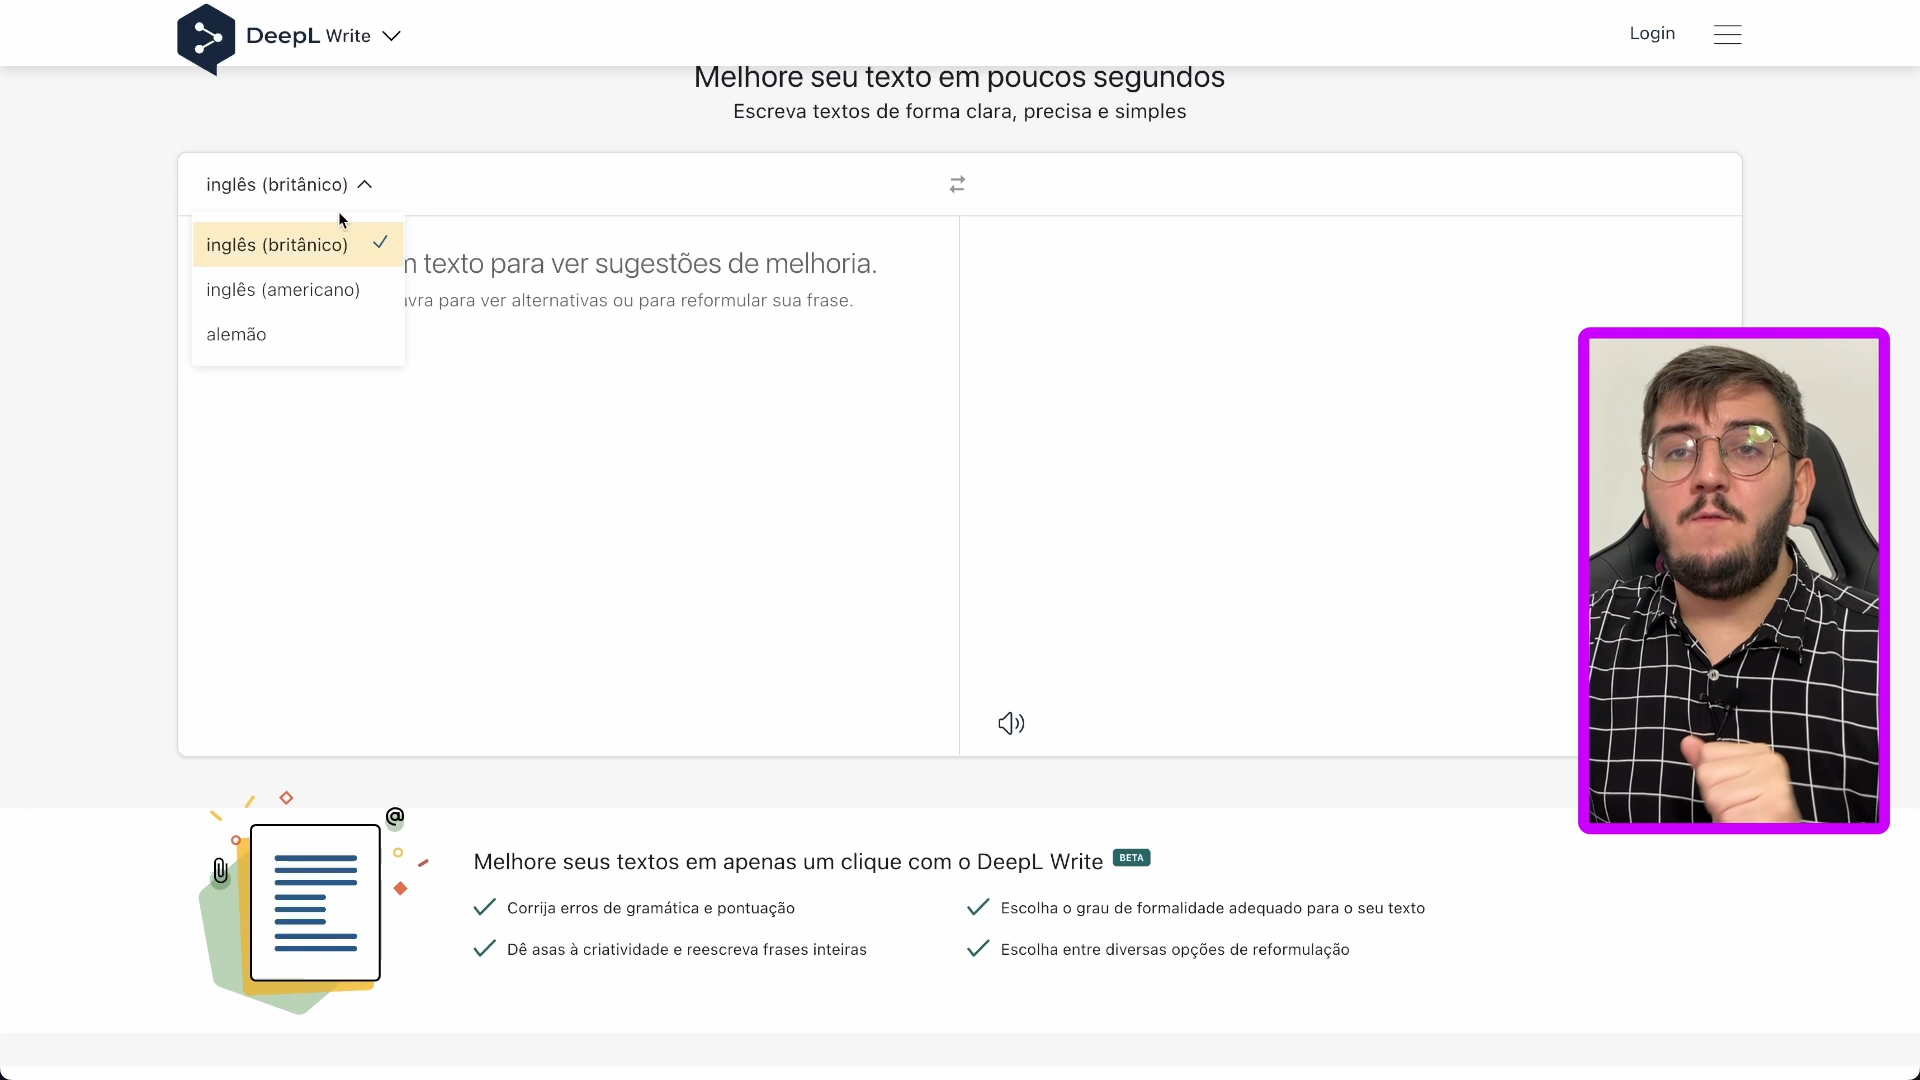 DeepL Write
Login
Melhore seu texto em poucos segundos
Escreva textos de forma clara, precisa e simples
inglês (britânico)
inglês (britânico)
inglês (americano)
alemão
texto para ver sugestões de melhoria.
para ver alternativas ou para reformular sua frase.
@
Melhore seus textos em apenas um clique com o DeepL Write BETA
Corrija erros de gramática e pontuação
Escolha o grau de formalidade adequado para o seu texto
Dê asas à criatividade e reescreva frases inteiras
Escolha entre diversas opções de reformulação